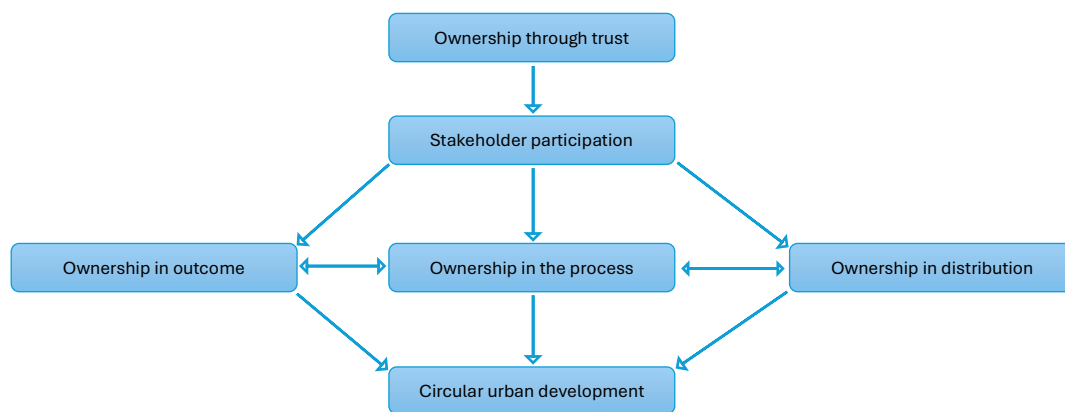 Ownership through trust
Stakeholder participation
Ownership in outcome
Ownership in the process
Ownership in distribution
Circular urban development